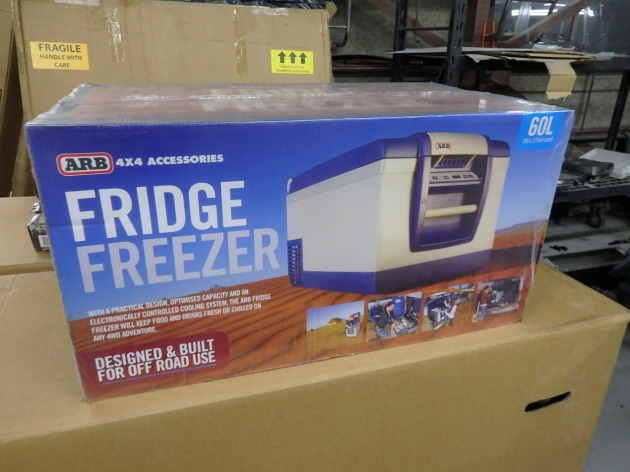 FRAGILE
HANDLE WITH
CARE
ARB 4X4 ACCESSORIES
60L
FRIDGE
FREEZER
ARB
WITH A PRACTICAL DESIGN, OPTIMISED CAPACITY AND AN
ELECTRONICALLY CONTROLLED COOLING SYSTEM, THE ARB FRIDGE
FREEZER WILL KEEP FOOD AND DRINKS FRESH OR CHILLED ON
ANY 4WD ADVENTURE.
DESIGNED & BUILT
FOR OFF ROAD USE